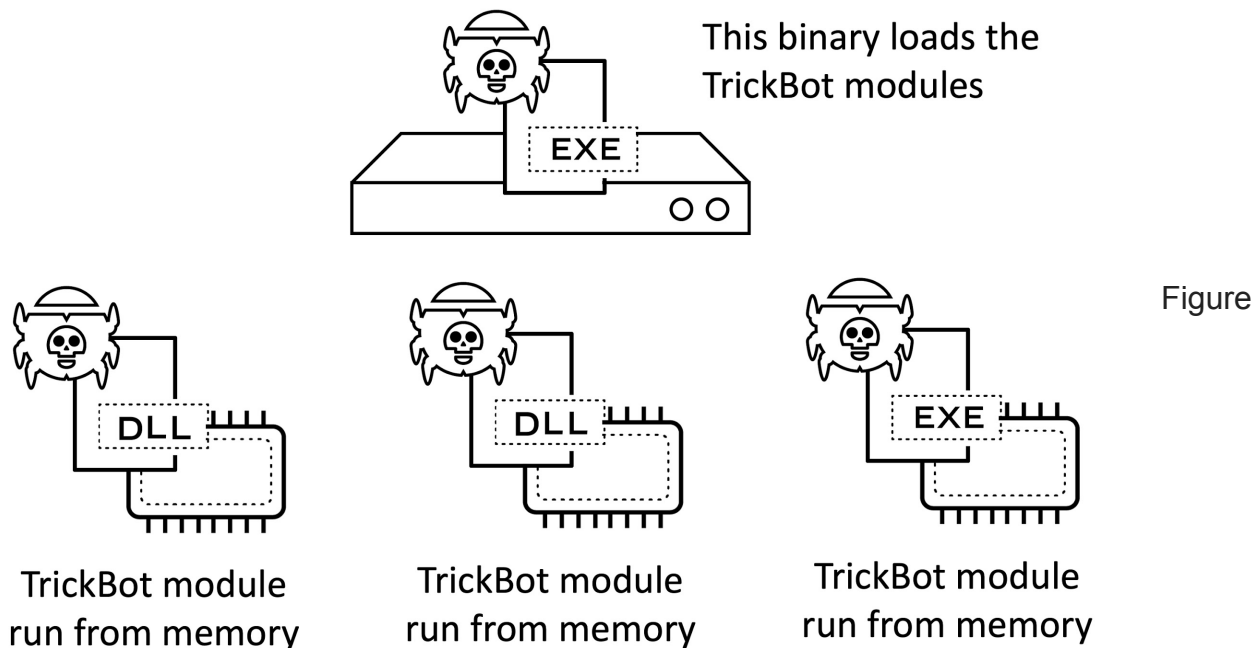 This binary loads the
TrickBot modules
EXE
Figure
DLL
DLL
EXE
TrickBot module
run from memory
TrickBot module
run from memory
TrickBot module
run from memory